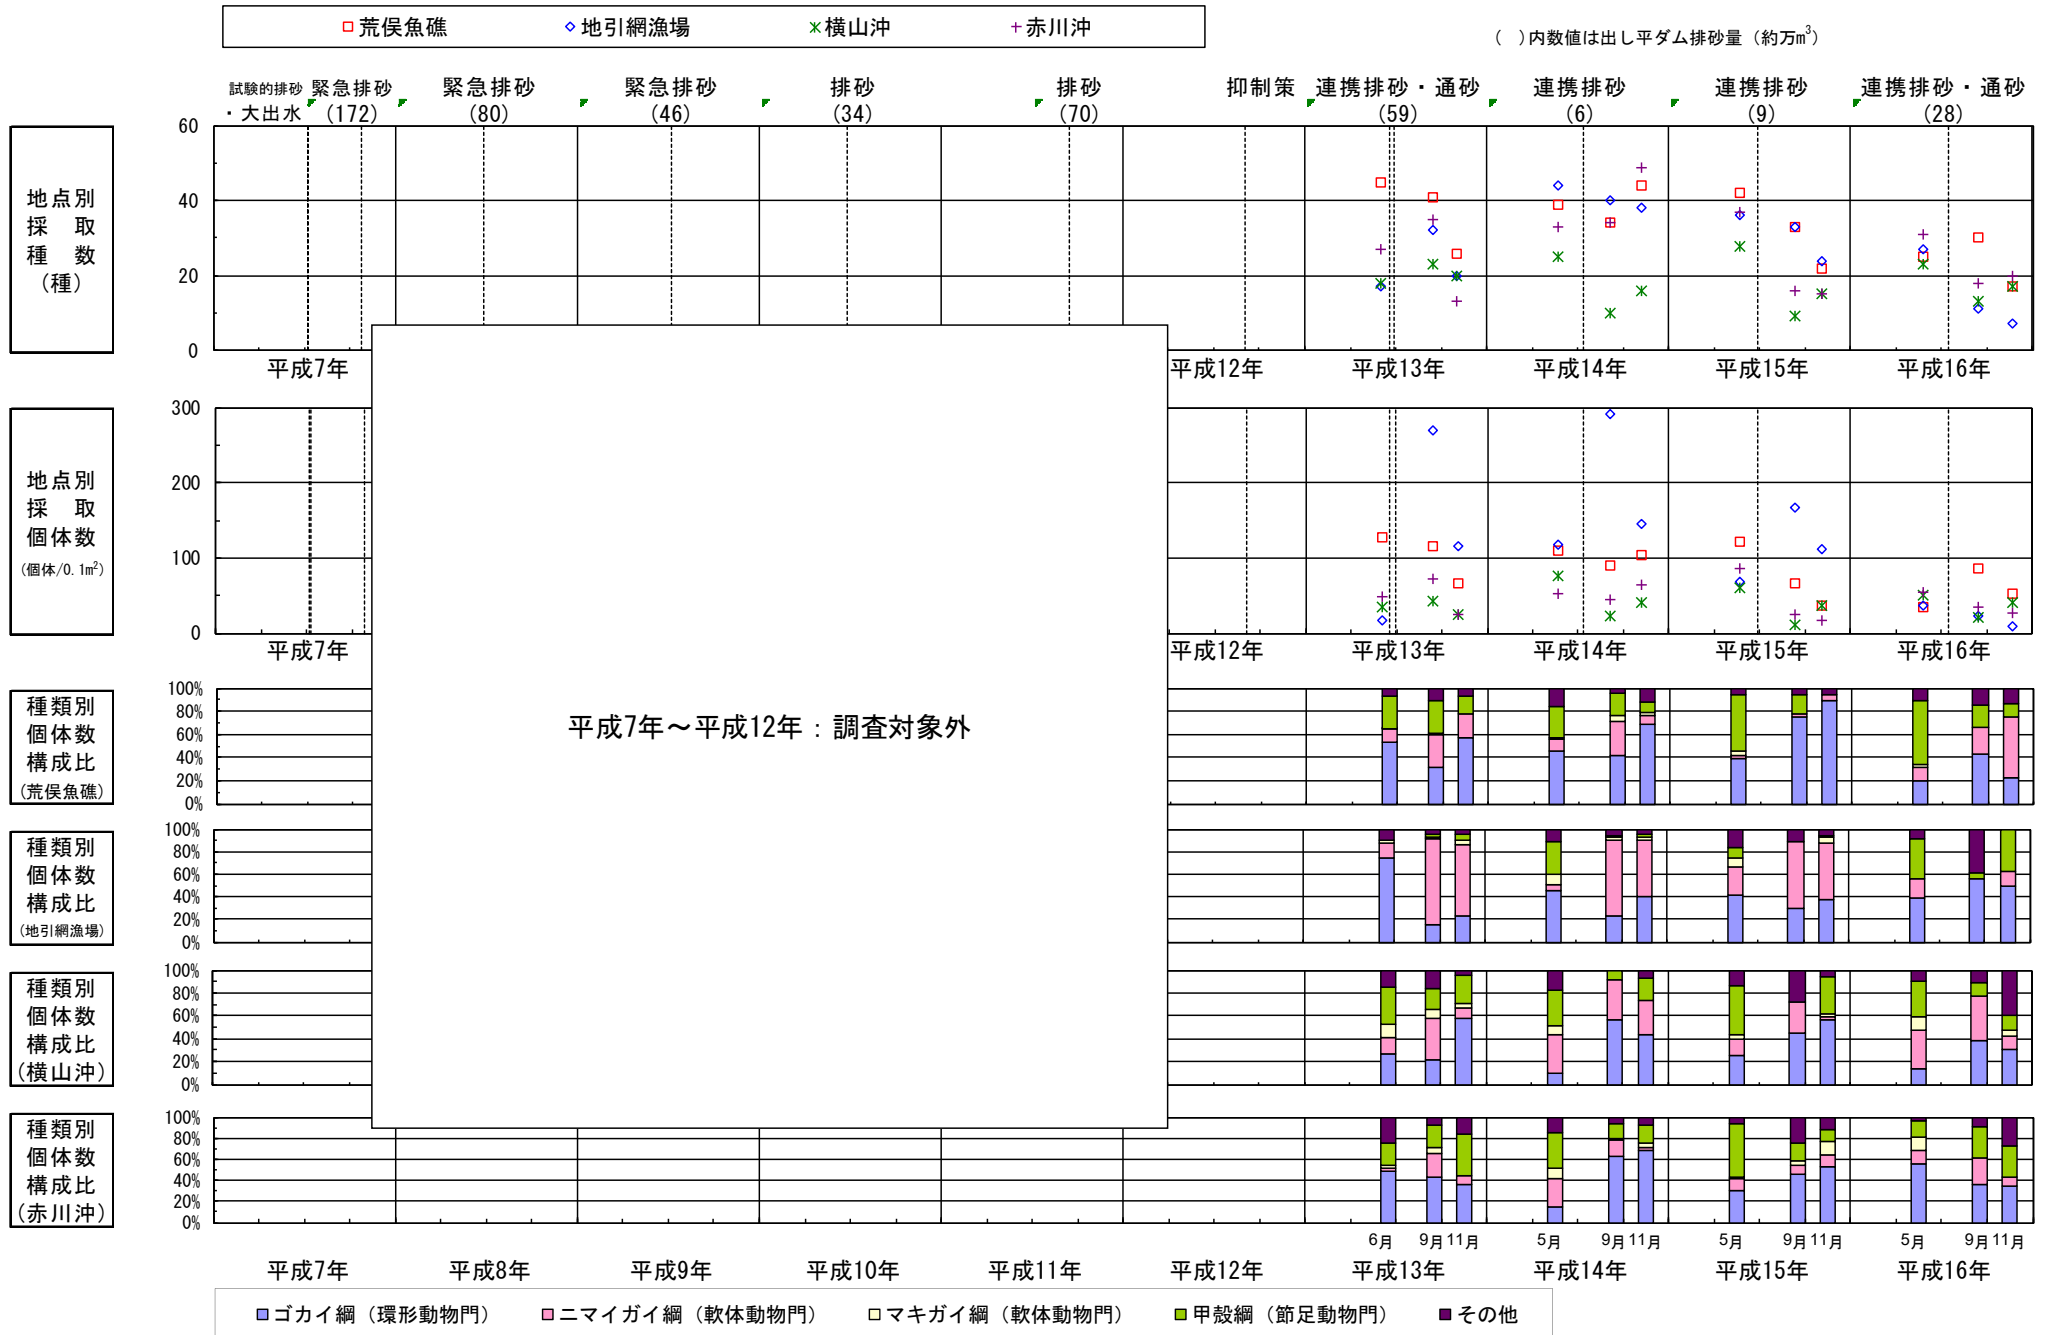 荒俣魚礁 地引網漁場 横山沖 赤川沖
（　）内数値は出し平ダム排砂量（約万m³）
試験的排砂 緊急排砂 緊急排砂 緊急排砂 排砂 排砂 抑制策 連携排砂・通砂 連携排砂 連携排砂 連携排砂・通砂
・大出水 (172) (80) (46) (34) (70) (59) (6) (9) (28)
地点別
採　取
種　数
（種）
60
40
20
0
平成7年 平成12年 平成13年 平成14年 平成15年 平成16年
地点別
採　取
個体数
(個体/0.1m²)
300
200
100
0
平成7年 平成12年 平成13年 平成14年 平成15年 平成16年
平成7年～平成12年：調査対象外
種類別
個体数
構成比
(荒俣魚礁)
100%
80%
60%
40%
20%
0%
種類別
個体数
構成比
(地引網漁場)
100%
80%
60%
40%
20%
0%
種類別
個体数
構成比
(横山沖)
100%
80%
60%
40%
20%
0%
種類別
個体数
構成比
(赤川沖)
100%
80%
60%
40%
20%
0%
6月 9月 11月 5月 9月 11月 5月 9月 11月 5月 9月 11月
平成7年 平成8年 平成9年 平成10年 平成11年 平成12年 平成13年 平成14年 平成15年 平成16年
ゴカイ綱（環形動物門） ニマイガイ綱（軟体動物門） マキガイ綱（軟体動物門） 甲殻綱（節足動物門） その他